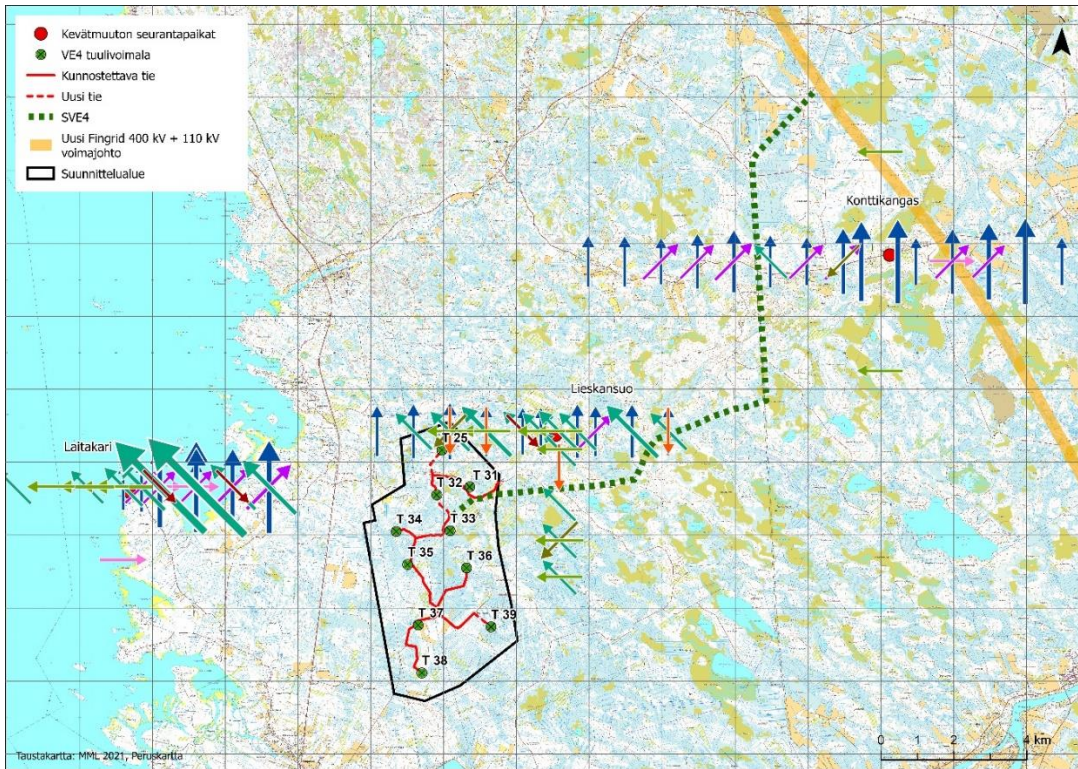 Kevätmuuton seurantapaikat
VE4 tuulivoimala
Kunnostettava tie
Uusi tie
SVE4
Uusi Fingrid 400 kV + 110 kV
voimajohto
Suunnittelualue
Konttikangas
Lieskansuo
Laitakari
T 25
T 31
T 32
T 34
T 33
T 35
T 36
T 37
T 39
T 38
Taustakartta: MML 2021, Peruskartta
0 2 4 km